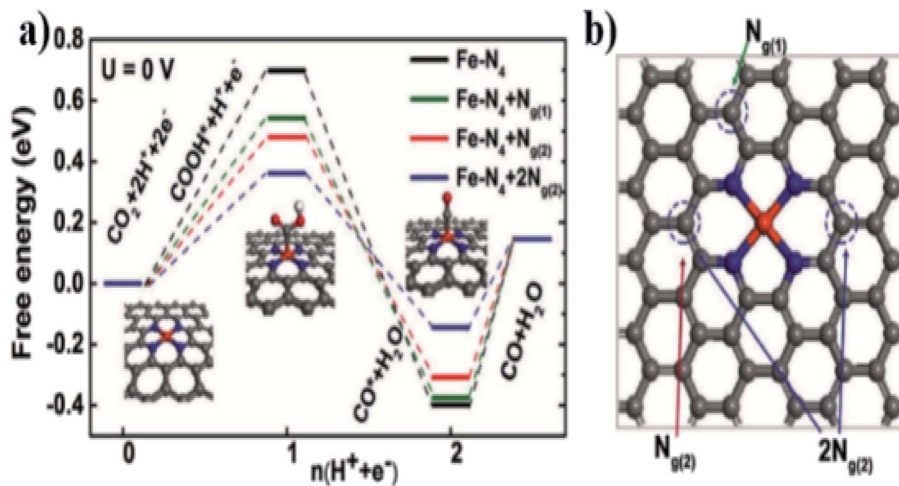 a)
U = 0 V
Fe-N4
Fe-N4+Ng(1)
Fe-N4+Ng(2)
Fe-N4+2Ng(2)
CO2+2H++2e-
COOH*+H++e-
CO*+H2O
CO+H2O
Free energy (eV)
0.8
0.6
0.4
0.2
0.0
-0.2
-0.4
0
1
2
n(H++e-)
b)
Ng(1)
Ng(2)
2Ng(2)